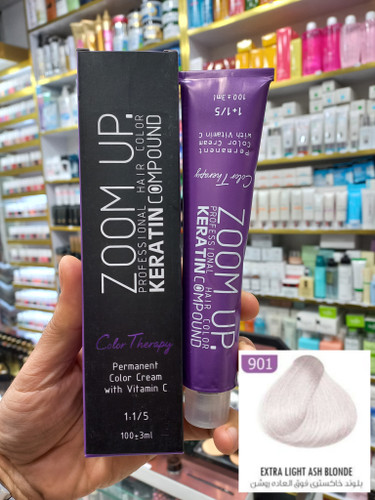 ZOOM UP.
PROFESSIONAL HAIR COLOR
KERATIN COMPOUND
Color Therapy
Permanent
Color Cream
with Vitamin C
1.1/5
100±3ml
ZOOM UP.
PROFESSIONAL HAIR COLOR
KERATIN COMPOUND
Color Therapy
Permanent
Color Cream
with Vitamin C
1+1/5
100±3ml
901
EXTRA LIGHT ASH BLONDE
بلوند خاکستری فوق العاده روشن